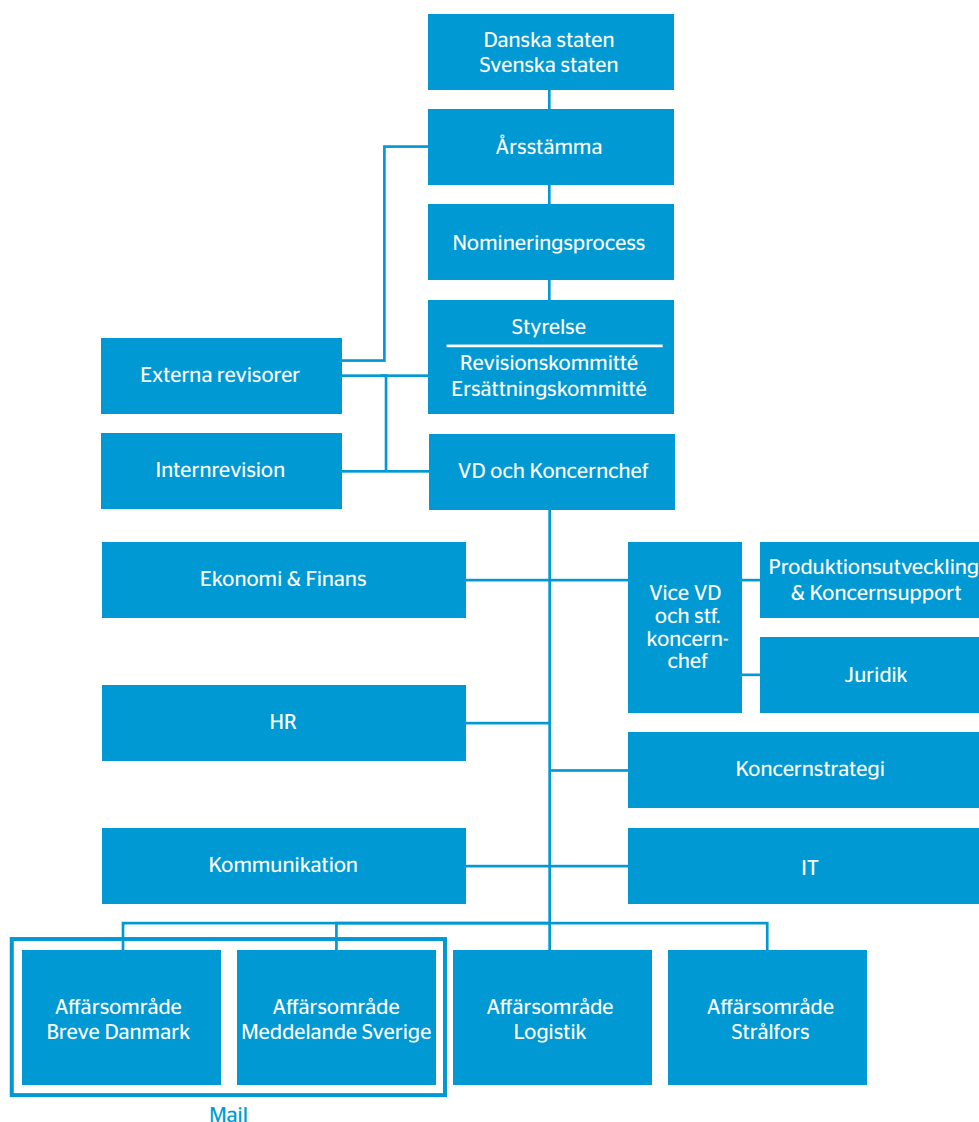 Danska staten
Svenska staten
Årsstämma
Nomineringsprocess
Styrelse
Revisionskommitté
Ersättningskommitté
Externa revisorer
Internrevision
VD och Koncernchef
Ekonomi & Finans
Vice VD
och stf.
koncern-
chef
Produktionsutveckling
& Koncernsupport
Juridik
HR
Koncernstrategi
Kommunikation
IT
Affärsområde
Breve Danmark
Affärsområde
Meddelande Sverige
Affärsområde
Logistik
Affärsområde
Strålfors
Mail